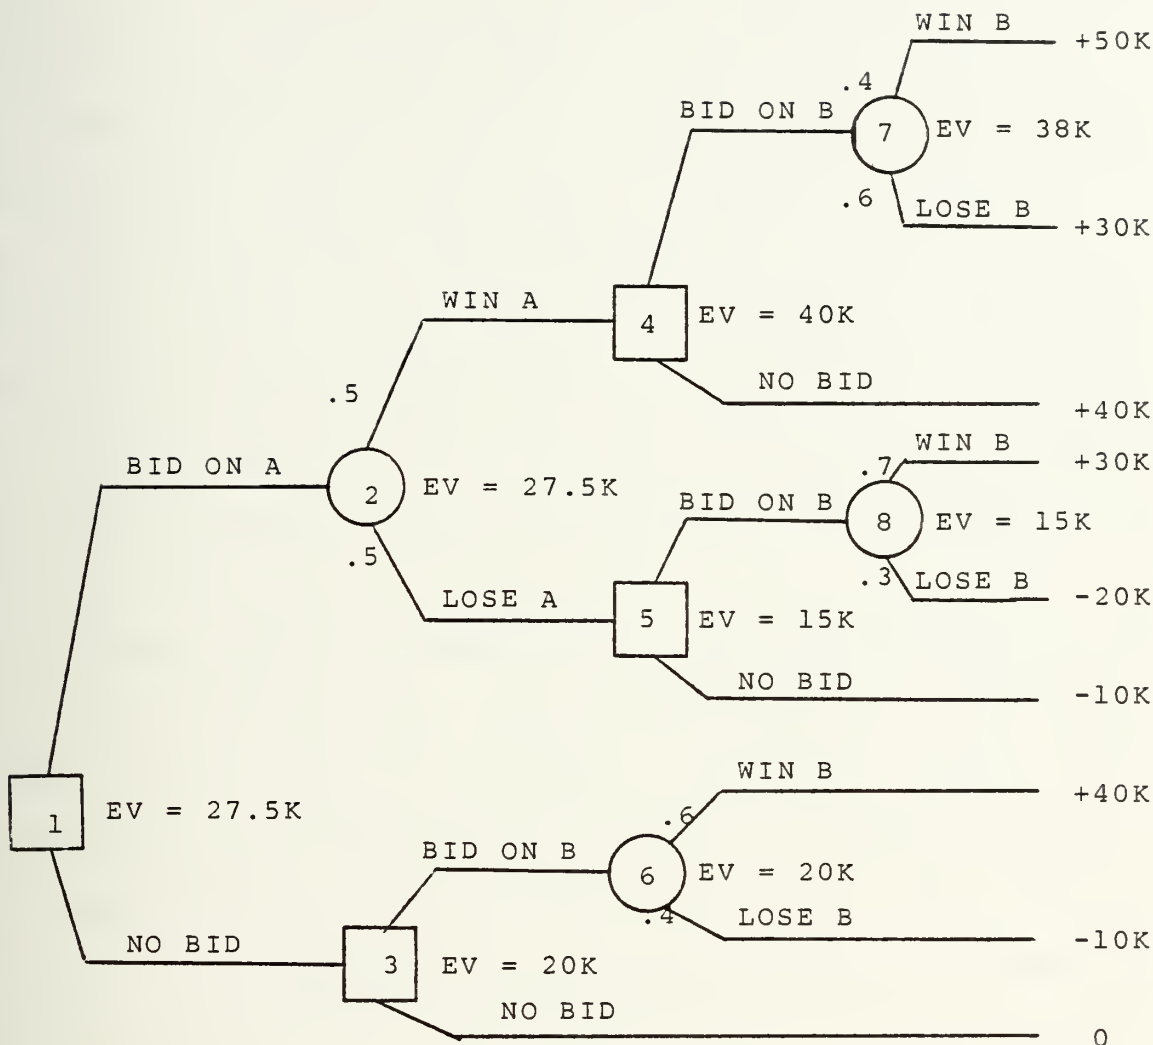 WIN B
+50K
.4
BID ON B
7
EV = 38K
.6
LOSE B
+30K
WIN A
4
EV = 40K
NO BID
+40K
.5
BID ON A
2
EV = 27.5K
.5
WIN B
+30K
.7
BID ON B
8
EV = 15K
.3
LOSE B
-20K
LOSE A
5
EV = 15K
NO BID
-10K
1
EV = 27.5K
WIN B
+40K
.6
BID ON B
6
EV = 20K
.4
LOSE B
-10K
NO BID
3
EV = 20K
NO BID
0